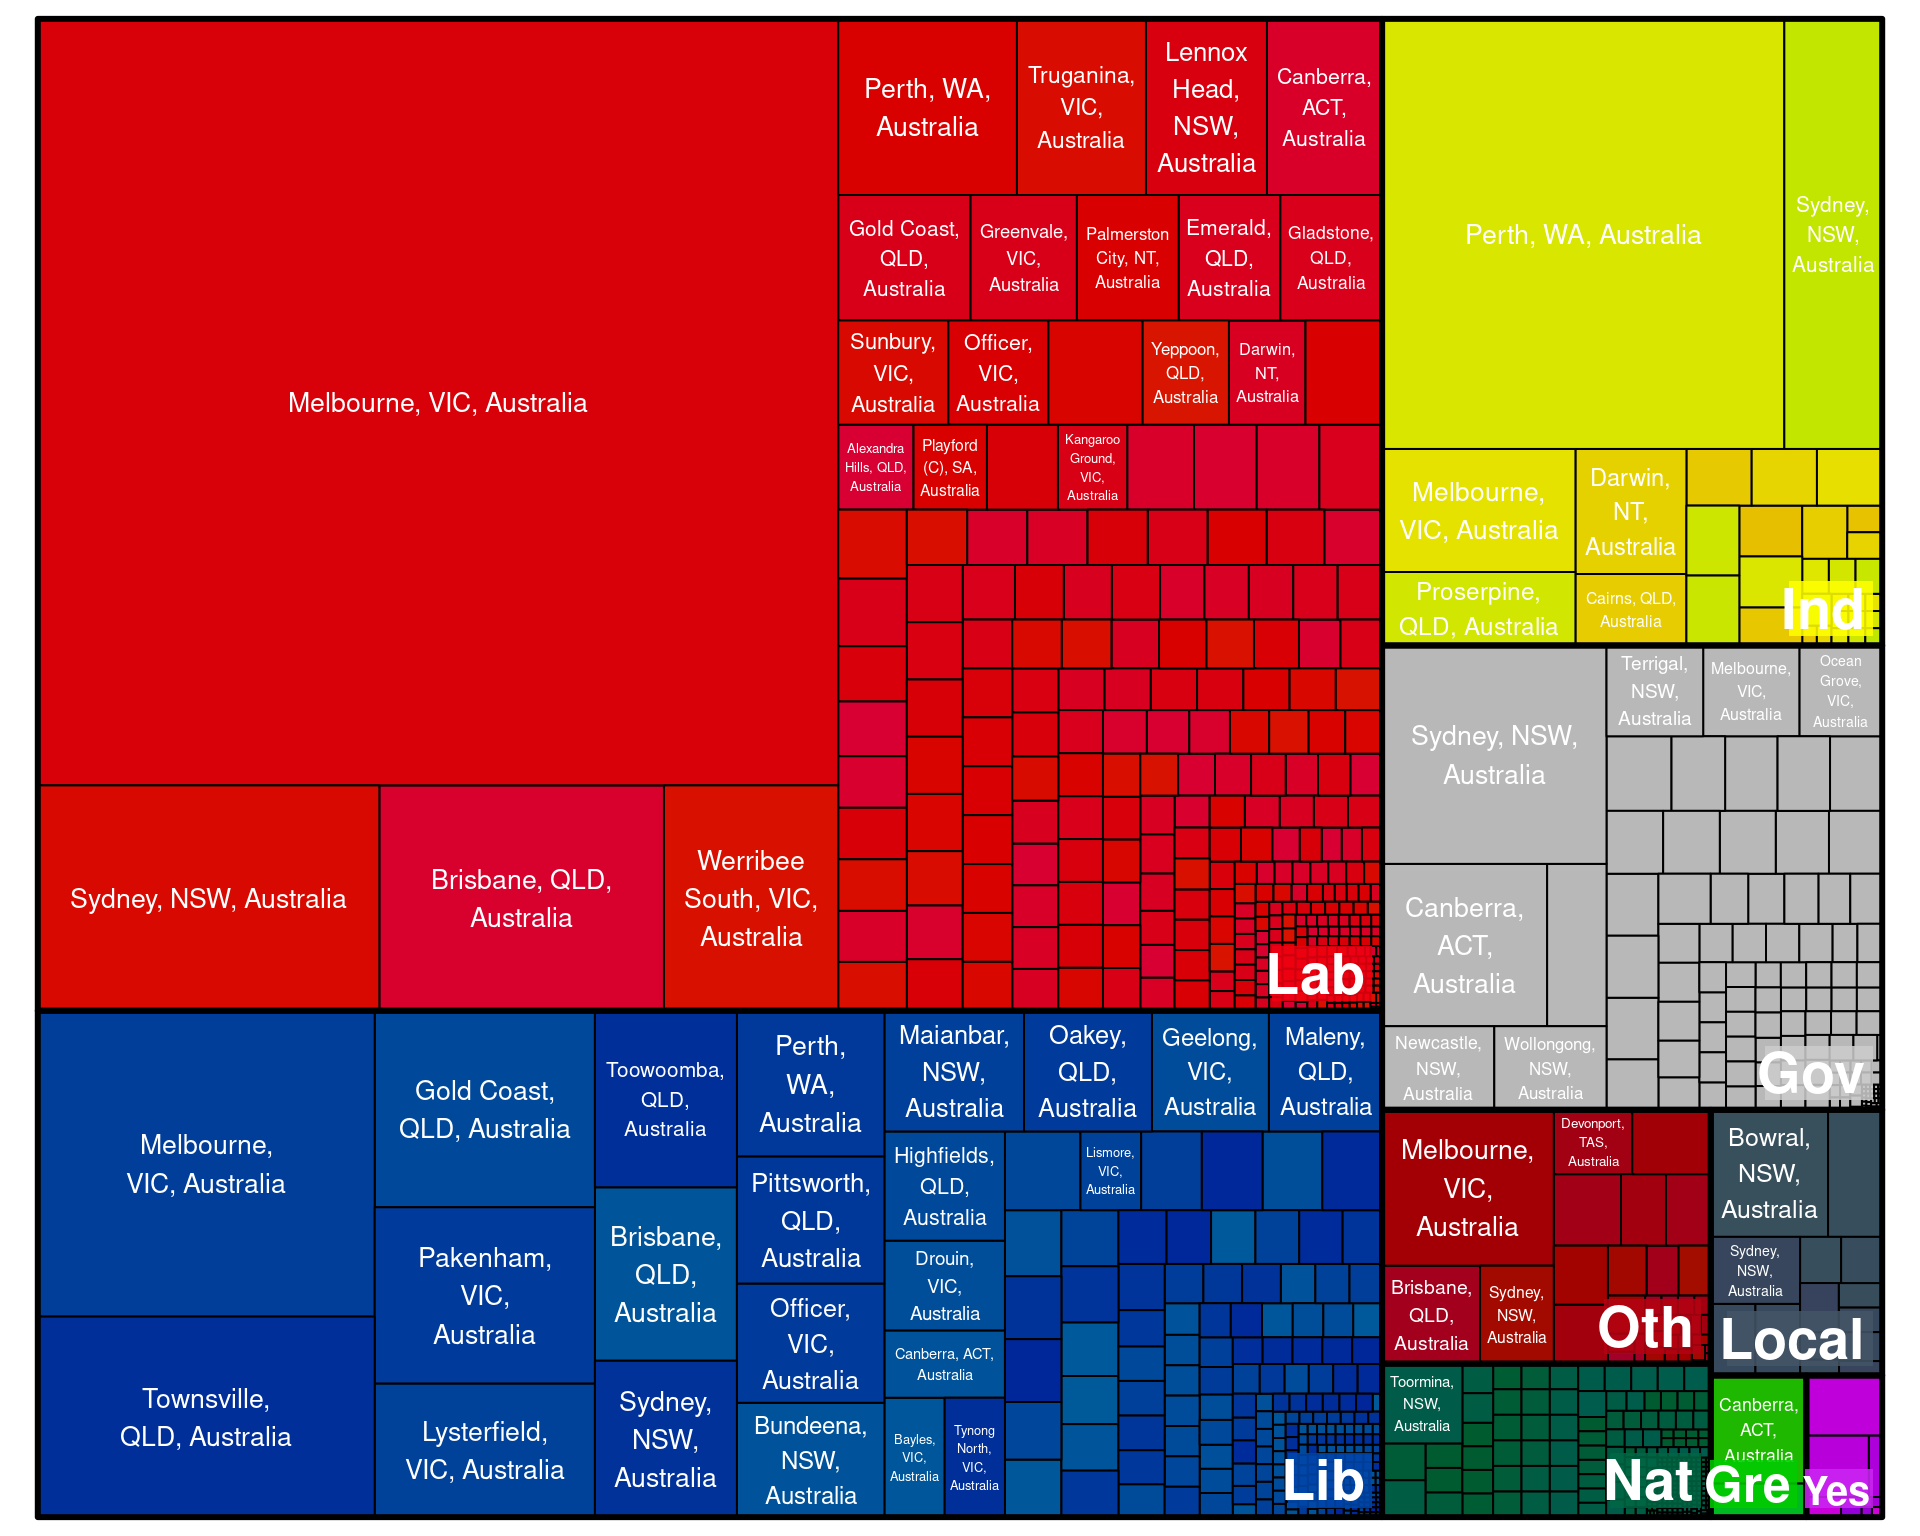 Melbourne, VIC, Australia
Sydney, NSW, Australia
Brisbane, QLD,
Australia
Werribee
South, VIC,
Australia
Perth, WA,
Australia
Truganina,
VIC,
Australia
Lennox
Head,
NSW,
Australia
Canberra,
ACT,
Australia
Gold Coast,
QLD,
Australia
Greenvale,
VIC,
Australia
Palmerston
City, NT,
Australia
Emerald,
QLD,
Australia
Gladstone,
QLD,
Australia
Sunbury,
VIC,
Australia
Officer,
VIC,
Australia
Yeppoon,
QLD,
Australia
Darwin,
NT,
Australia
Alexandra
Hills, QLD,
Australia
Playford
(C), SA,
Australia
Kangaroo
Ground,
VIC,
Australia
Lab
Perth, WA, Australia
Sydney,
NSW,
Australia
Melbourne,
VIC, Australia
Darwin,
NT,
Australia
Proserpine,
QLD, Australia
Cairns, QLD,
Australia
Ind
Sydney, NSW,
Australia
Terrigal,
NSW,
Australia
Melbourne,
VIC,
Australia
Ocean
Grove,
VIC,
Australia
Canberra,
ACT,
Australia
Newcastle,
NSW,
Australia
Wollongong,
NSW,
Australia
Gov
Melbourne,
VIC, Australia
Townsville,
QLD, Australia
Gold Coast,
QLD, Australia
Pakenham,
VIC,
Australia
Lysterfield,
VIC, Australia
Toowoomba,
QLD,
Australia
Brisbane,
QLD,
Australia
Sydney,
NSW,
Australia
Perth,
WA,
Australia
Pittsworth,
QLD,
Australia
Officer,
VIC,
Australia
Bundeena,
NSW,
Australia
Maianbar,
NSW,
Australia
Oakey,
QLD,
Australia
Geelong,
VIC,
Australia
Maleny,
QLD,
Australia
Highfields,
QLD,
Australia
Lismore,
VIC,
Australia
Drouin,
VIC,
Australia
Canberra, ACT,
Australia
Bayles,
VIC,
Australia
Tynong
North,
VIC,
Australia
Lib
Melbourne,
VIC,
Australia
Devonport,
TAS,
Australia
Brisbane,
QLD,
Australia
Sydney,
NSW,
Australia
Oth
Bowral,
NSW,
Australia
Sydney,
NSW,
Australia
Local
Toormina,
NSW,
Australia
Nat
Canberra,
ACT,
Australia
Gre
Yes